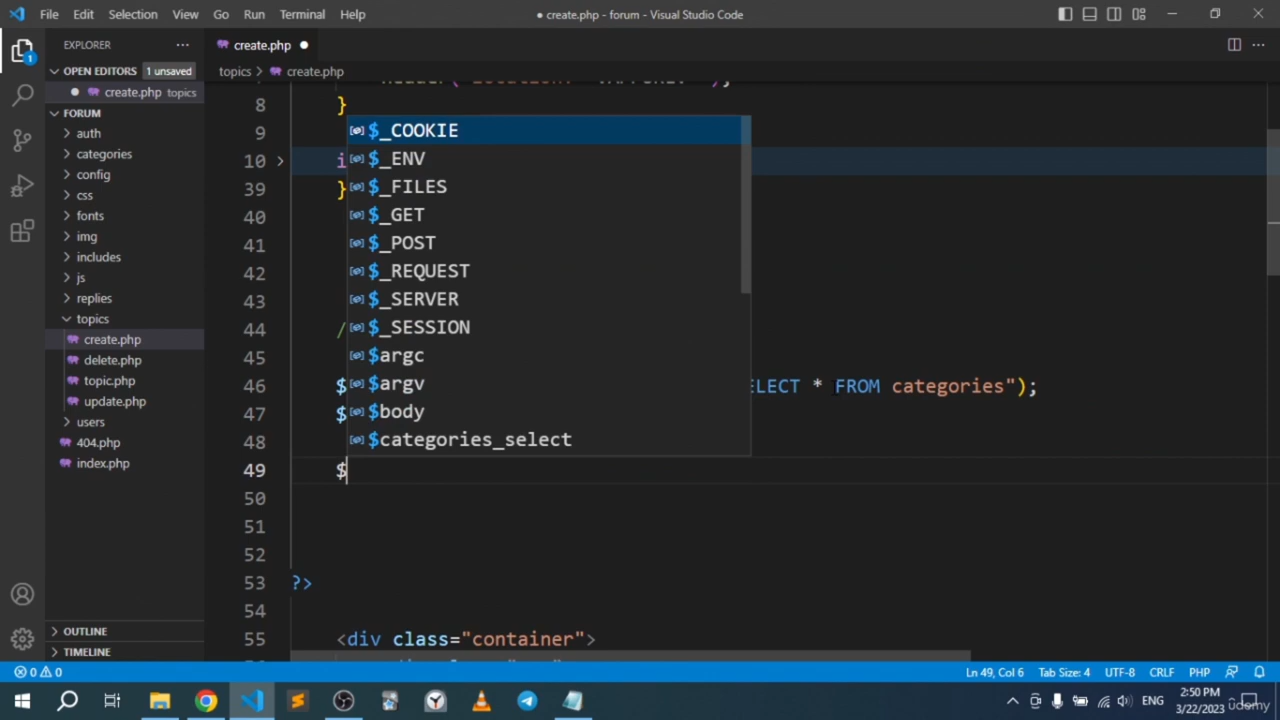 File Edit Selection View Go Run Terminal Help
● create.php - forum - Visual Studio Code
EXPLORER
create.php
OPEN EDITORS 1 unsaved
create.php topics
FORUM
auth
categories
config
css
fonts
img
includes
js
replies
topics
create.php
delete.php
topic.php
update.php
users
404.php
index.php
OUTLINE
TIMELINE
topics > create.php
8 }
9
10 i
39 }
40
41
42
43
44 /
45
46 $ ELECT * FROM categories");
47 $
48
49 $
50
51
52
53 ?>
54
55 <div class="container">
$_COOKIE
$_ENV
$_FILES
$_GET
$_POST
$_REQUEST
$_SERVER
$_SESSION
$argc
$argv
$body
$categories_select
0 0
Ln 49, Col 6 Tab Size: 4 UTF-8 CRLF PHP
1
ENG
2:50 PM
3/22/2023
ûdemy